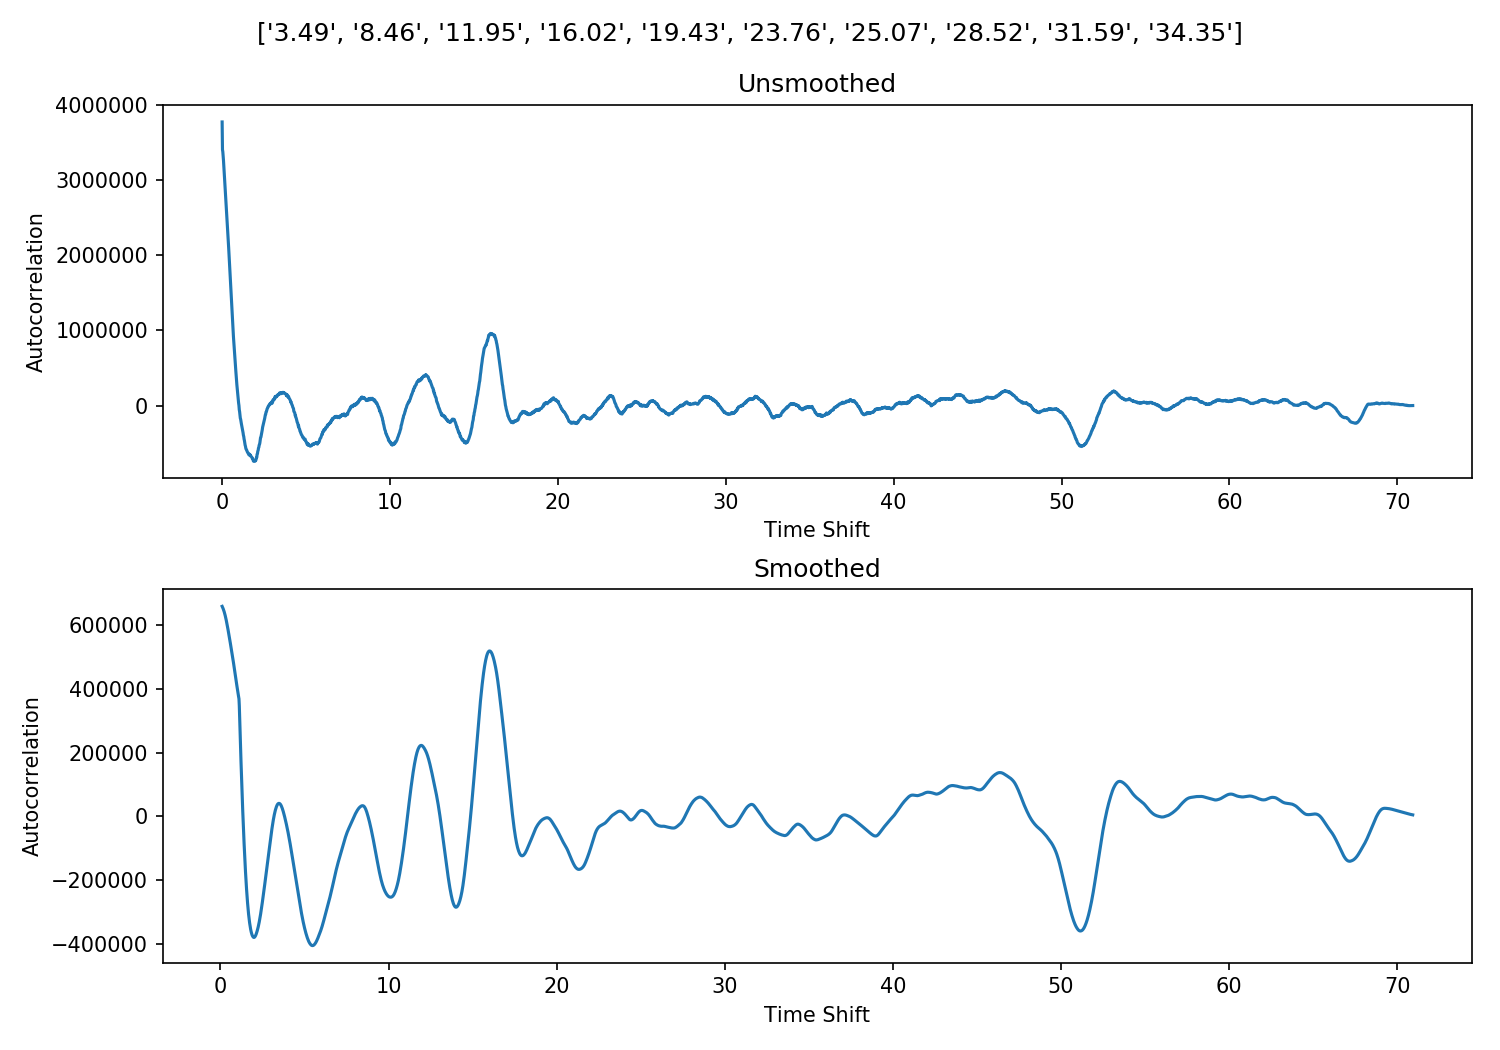 ['3.49', '8.46', '11.95', '16.02', '19.43', '23.76', '25.07', '28.52', '31.59', '34.35']
Unsmoothed
4000000
3000000
2000000
1000000
0
Autocorrelation
0 10 20 30 40 50 60 70
Time Shift
Smoothed
600000
400000
200000
0
−200000
−400000
Autocorrelation
0 10 20 30 40 50 60 70
Time Shift